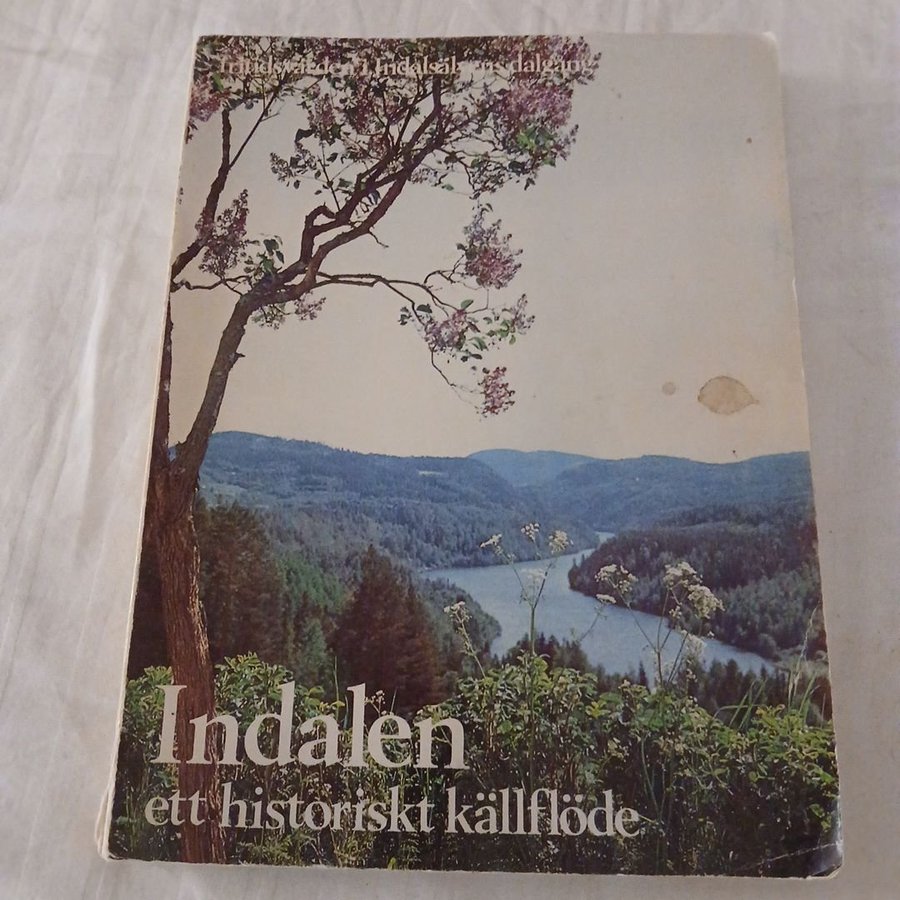 i Indalsälvens dalgång
Indalen
ett historiskt källflöde